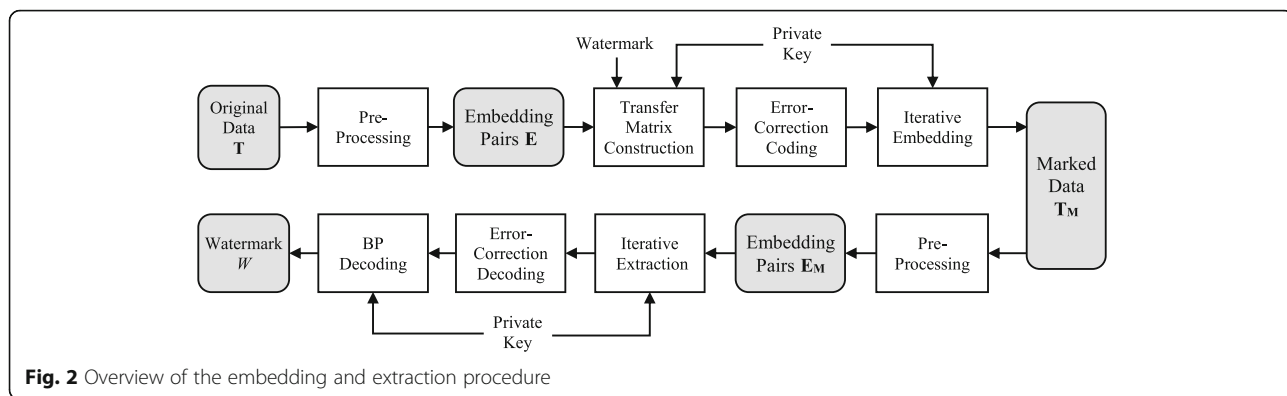 Watermark
Private
Key
Original
Data
T
Pre-
Processing
Embedding
Pairs E
Transfer
Matrix
Construction
Error-
Correction
Coding
Iterative
Embedding
Marked
Data
TM
Pre-
Processing
Embedding
Pairs EM
Iterative
Extraction
Error-
Correction
Decoding
BP
Decoding
Watermark
W
Private
Key
Fig. 2 Overview of the embedding and extraction procedure